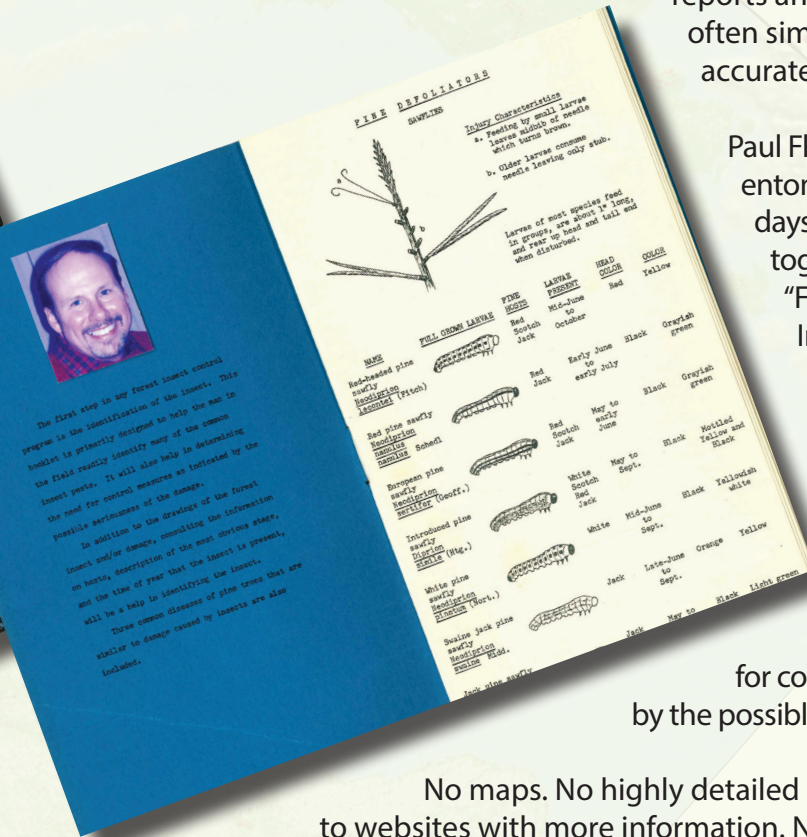 reports an
often sim
accurate
Paul Fl
entor
days
tog
"F
In
for co
by the possibl
No maps. No highly detailed
to websites with more information. N
The first step in any forest insect control
program is the identification of the insect. This
booklet is primarily designed to help the man in
the field readily identify many of the common
insect pests. It will also help in determining
the need for control measures as indicated by the
possible seriousness of the damage.
In addition to the drawings of the forest
insect and/or damage, consulting the information
on hosts, description of the most obvious stage,
and the time of year that the insect is present,
will be a help in identifying the insect.
Three common diseases of pine trees that are
similar to damage caused by insects are also
included.
PINE DEFOLIATORS
SAWFLIES
Injury Characteristics
a. Feeding by small larvae
leaves midbib of needle
which turns brown.
b. Older larvae consume
needle leaving only stub.
Larvae of most species feed
in groups, are about 1" long,
and rear up head and tail end
when disturbed.
a
b
NAME FULL GROWN LARVAE PINE HOSTS LARVAE PRESENT HEAD COLOR COLOR
Red-headed pine
sawfly
Neodiprion
lecontei (Fitch)
Red
Scotch
Jack
Mid-June
to
October
Red
Yellow
Red pine sawfly
Neodiprion
nanulus
nanulus Schedl
Red
Jack
Early June
to
early July
Black
Grayish
green
European pine
sawfly
Neodiprion
sertifer (Geoff.)
Red
Scotch
Jack
May to
early
June
Black
Grayish
green
Introduced pine
sawfly
Diprion
simile (Htg.)
White
Scotch
Red
Jack
May to
Sept.
Black
Mottled
Yellow and
Black
White pine
sawfly
Neodiprion
pinetum (Nort.)
White
Mid-June
to
Sept.
Black
Yellowish
white
Swaine jack pine
sawfly
Neodiprion
swaine Midd.
Jack
Late-June
to
Sept.
Orange
Yellow
Jack pine sawfly
Jack
May to
Black
Light green